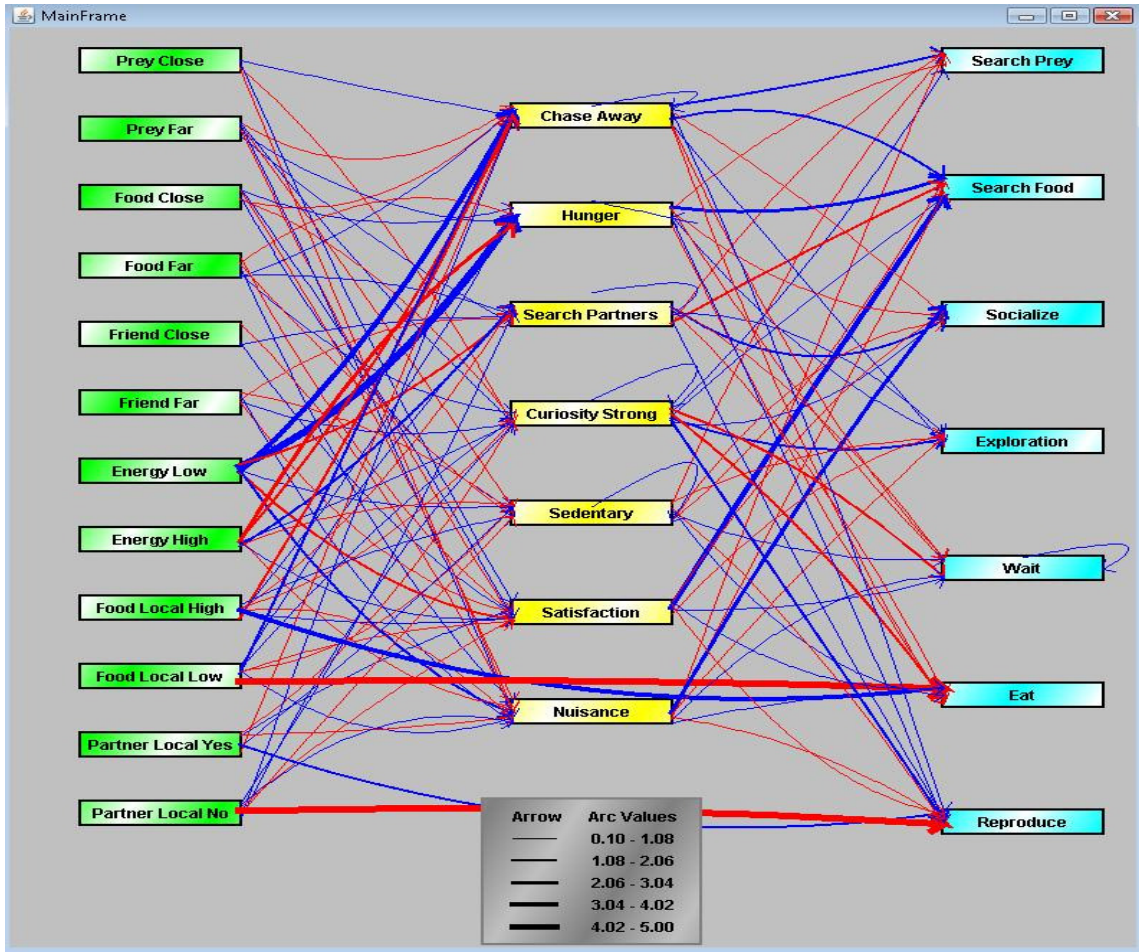 MainFrame
Prey Close
Prey Far
Food Close
Food Far
Friend Close
Friend Far
Energy Low
Energy High
Food Local High
Food Local Low
Partner Local Yes
Partner Local No
Chase Away
Hunger
Search Partners
Curiosity Strong
Sedentary
Satisfaction
Nuisance
Search Prey
Search Food
Socialize
Exploration
Wait
Eat
Reproduce
Arrow Arc Values
0.10 - 1.08
1.08 - 2.06
2.06 - 3.04
3.04 - 4.02
4.02 - 5.00